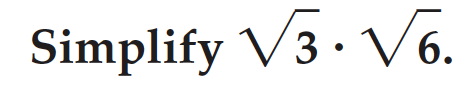 Simplify √3 · √6.